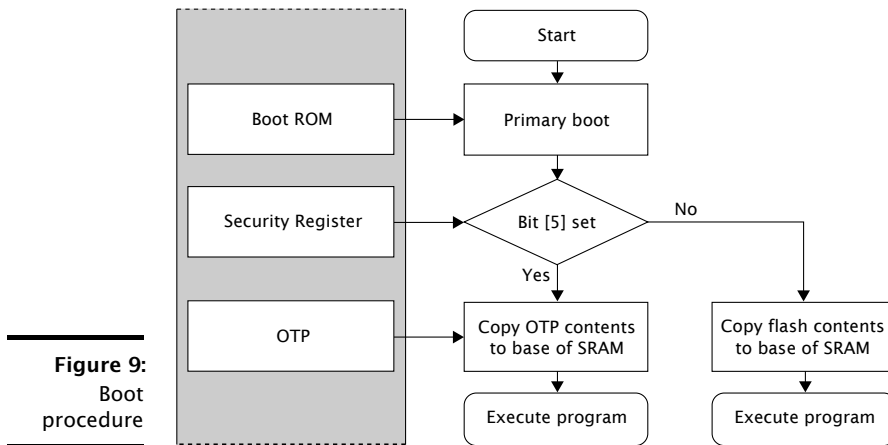 Start
Boot ROM
Primary boot
Security Register
Bit [5] set
No
Yes
OTP
Copy OTP contents
to base of SRAM
Copy flash contents
to base of SRAM
Execute program
Execute program
Figure 9:
Boot
procedure